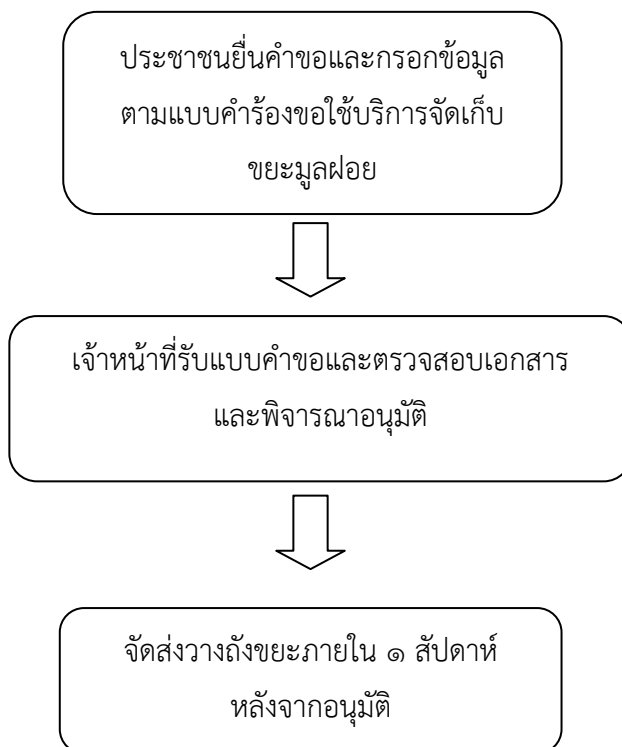 ประชาชนยื่นคำขอและกรอกข้อมูล
ตามแบบคำร้องขอใช้บริการจัดเก็บ
ขยะมูลฝอย
เจ้าหน้าที่รับแบบคำขอและตรวจสอบเอกสาร
และพิจารณาอนุมัติ
จัดส่งวางถังขยะภายใน ๑ สัปดาห์
หลังจากอนุมัติ